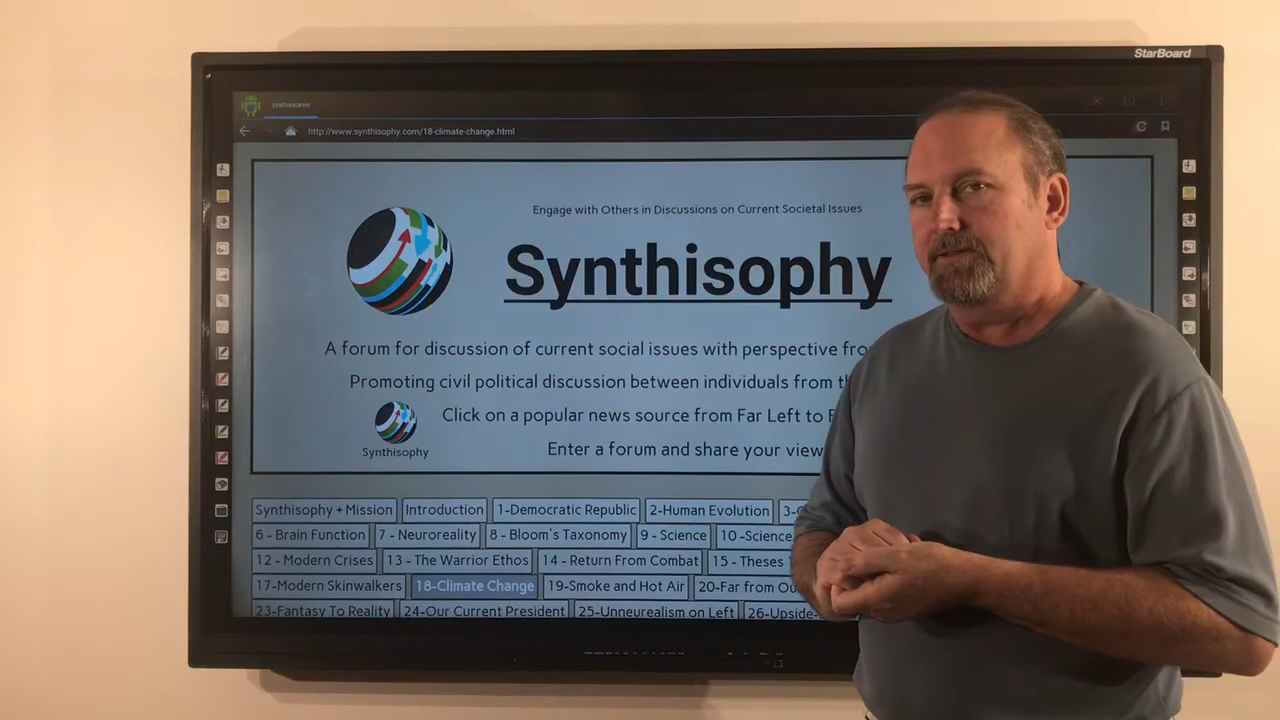 StarBoard
SYNTHISOPHY
http://www.synthisophy.com/18-climate-change.html
Engage with Others in Discussions on Current Societal Issues
Synthisophy
A forum for discussion of current social issues with perspective
Promoting civil political discussion between individuals from
Click on a popular news source from Far Left to
Synthisophy
Enter a forum and share your
Synthisophy + Mission Introduction 1-Democratic Republic 2-Human Evolution
6 - Brain Function 7 - Neuroreality 8 - Bloom's Taxonomy 9 - Science 10 -Science
12 - Modern Crises 13 - The Warrior Ethos 14 - Return From Combat 15 - Theses
17-Modern Skinwalkers 18-Climate Change 19-Smoke and Hot Air 20-Far from
23-Fantasy To Reality 24-Our Current President 25-Unneurealism on Left 26-Upside-